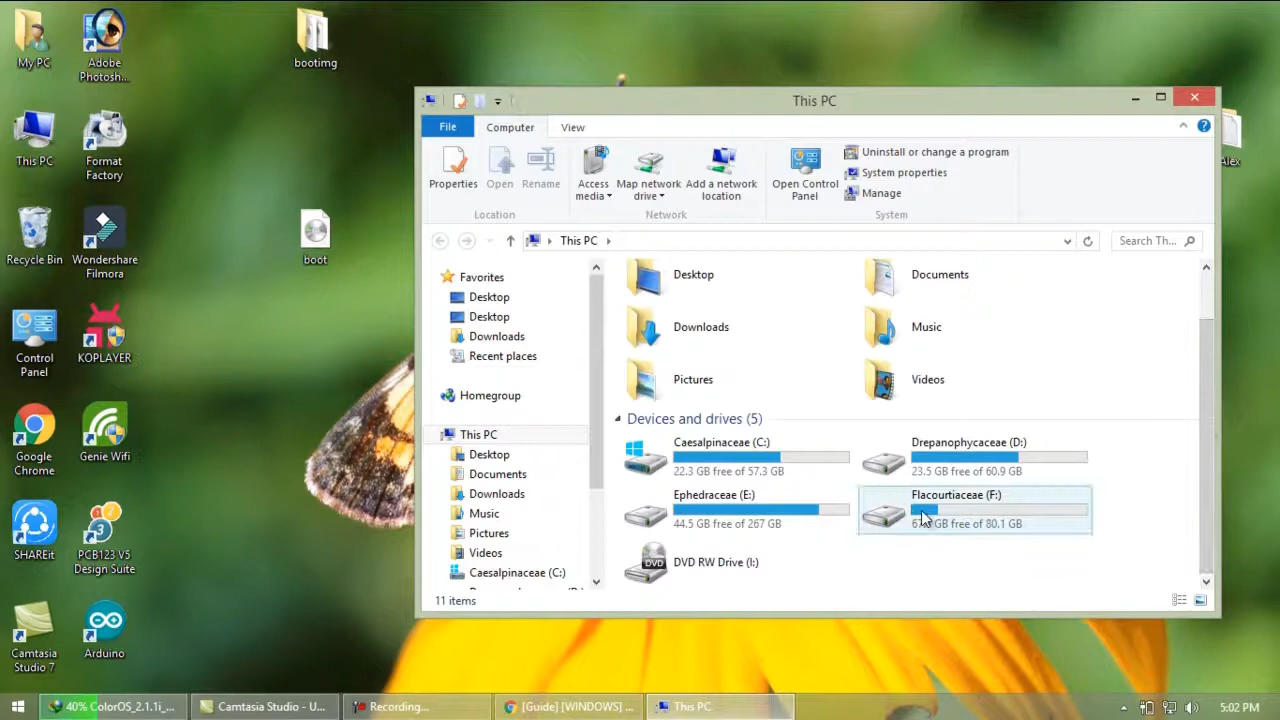 My PC
Adobe
Photosh...
bootimg
This PC
Format
Factory
Recycle Bin
Wondershare
Filmora
boot
Control
Panel
KOPLAYER
Google
Chrome
Genie Wifi
SHAREit
PCB123 V5
Design Suite
Camtasia
Studio 7
Arduino
Alex
This PC
File
Computer
View
Properties
Open
Rename
Access
media
Map network
drive
Add a network
location
Open Control
Panel
Uninstall or change a program
System properties
Manage
Location
Network
System
This PC
Search Th...
Favorites
Desktop
Desktop
Downloads
Recent places
Homegroup
This PC
Desktop
Documents
Downloads
Music
Pictures
Videos
Caesalpinaceae (C:)
Desktop
Documents
Downloads
Music
Pictures
Videos
Devices and drives (5)
Caesalpinaceae (C:)
22.3 GB free of 57.3 GB
Drepanophycaceae (D:)
23.5 GB free of 60.9 GB
Ephedraceae (E:)
44.5 GB free of 267 GB
Flacourtiaceae (F:)
GB free of 80.1 GB
DVD
DVD RW Drive (I:)
11 items
40% ColorOS_2.1.1i_...
Camtasia Studio - U...
Recording...
[Guide] [WINDOWS] ...
This PC
5:02 PM